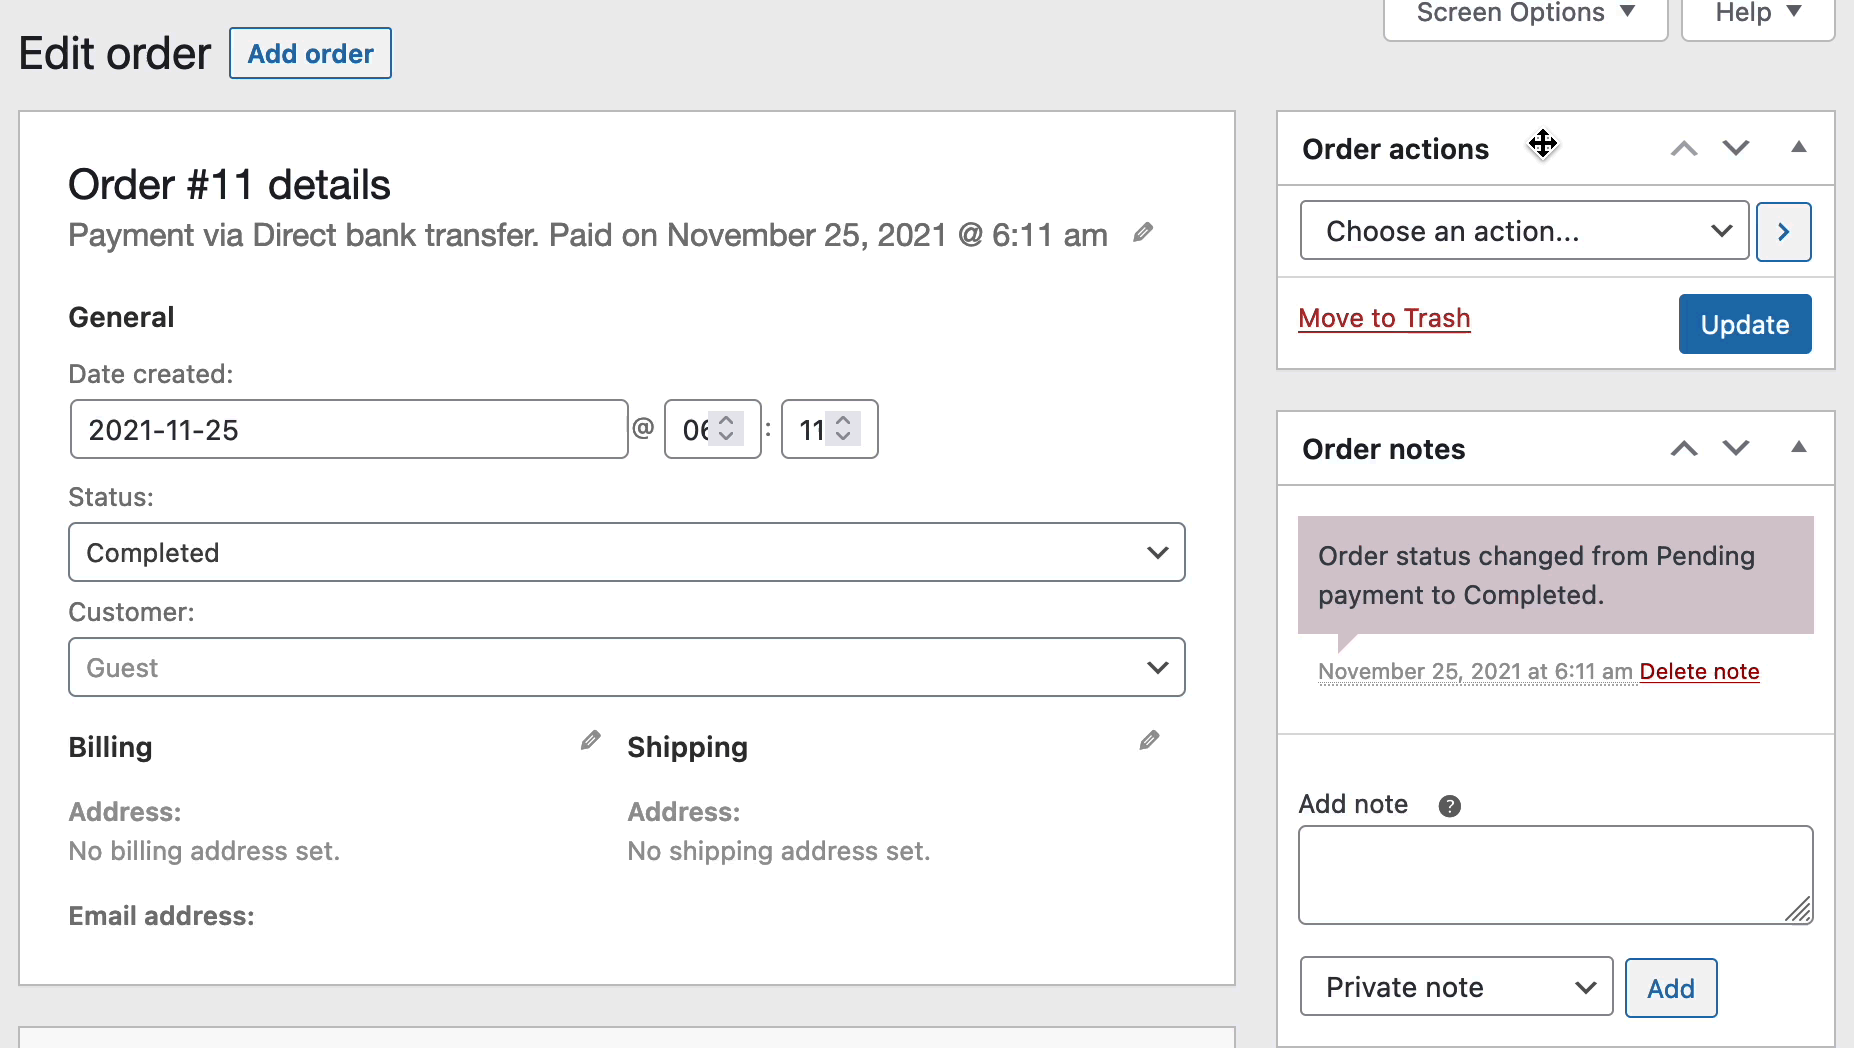 Screen Options
Help
Edit order
Add order
Order #11 details
Payment via Direct bank transfer. Paid on November 25, 2021 @ 6:11 am
General
Date created:
2021-11-25 @ 06 : 11
Status:
Completed
Customer:
Guest
Billing
Address:
No billing address set.
Email address:
Shipping
Address:
No shipping address set.
Order actions
Choose an action...
Move to Trash
Update
Order notes
Order status changed from Pending
payment to Completed.
November 25, 2021 at 6:11 am Delete note
Add note ?
Private note
Add